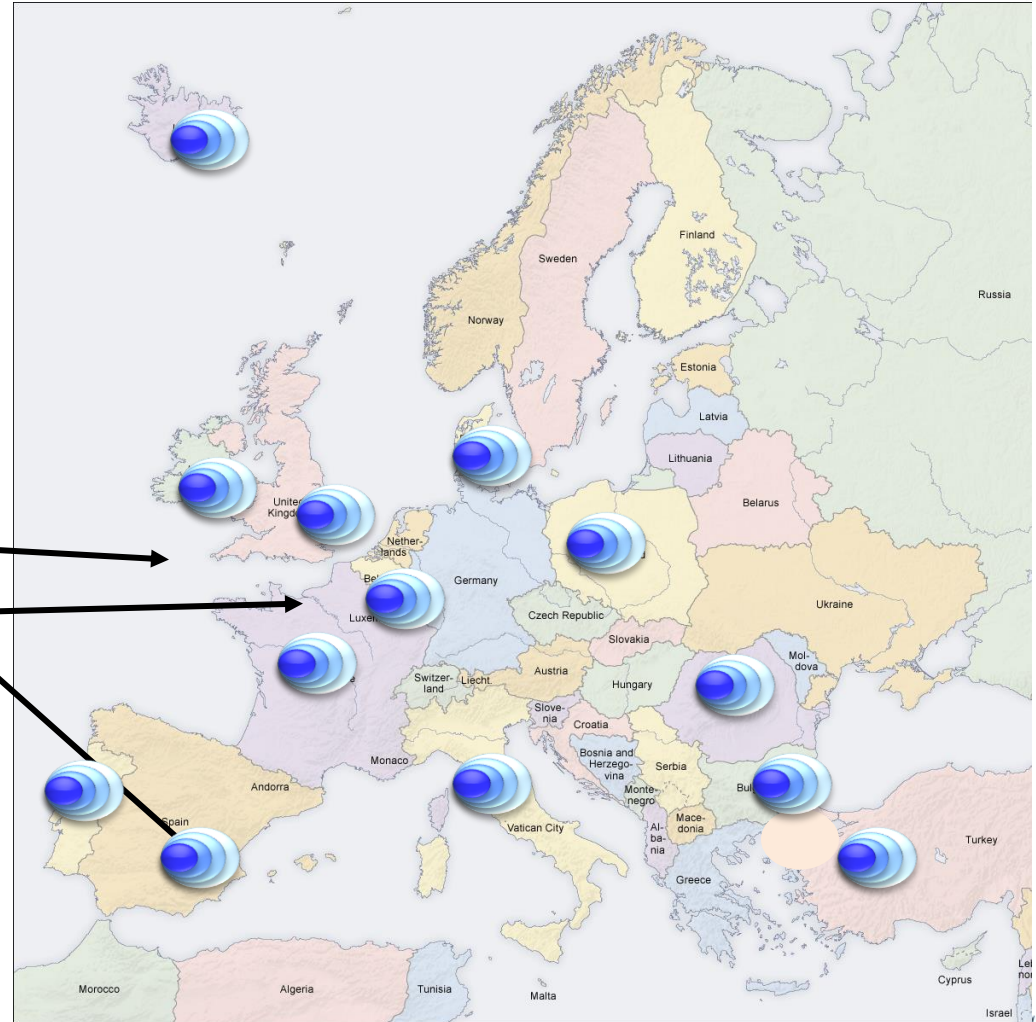 Finland
Sweden
Russia
Norway
Estonia
Latvia
Lithuania
Belarus
United
Nether-
lands
Germany
Ukraine
Czech Republic
Slovakia
Mol-
dova
Austria
Switzer-
land
Liecht.
Hungary
Slove-
nia
Croatia
Monaco
Bosnia and
Herzego-
vina
Serbia
Andorra
Monte-
negro
Mace-
donia
Spain
Vatican City
Al-
ba-
nia
Turkey
Greece
Cyprus
Morocco
Algeria
Tunisia
Malta
Israel